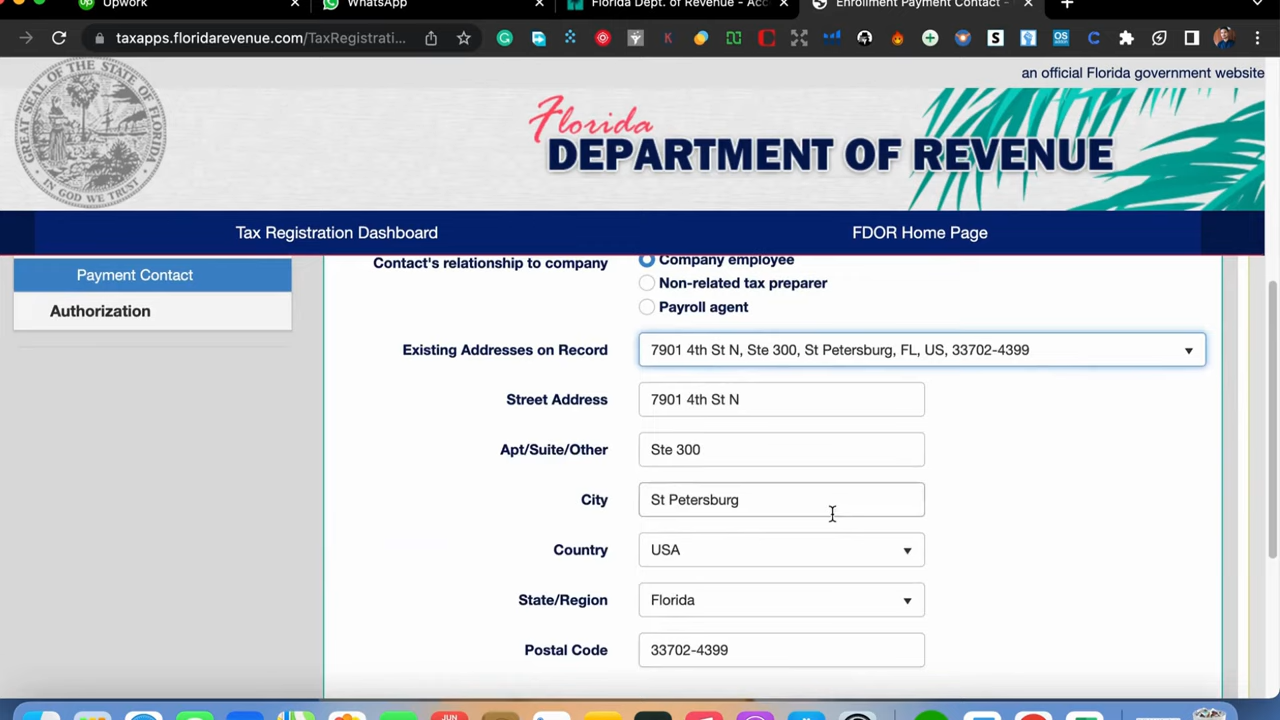 Upwork
WhatsApp
Florida Dept. of Revenue - Acc
Enrollment Payment Contact -
taxapps.floridarevenue.com/TaxRegistrati...
an official Florida government website
Florida
DEPARTMENT OF REVENUE
Tax Registration Dashboard
FDOR Home Page
Payment Contact
Authorization
Contact's relationship to company
Company employee
Non-related tax preparer
Payroll agent
Existing Addresses on Record
7901 4th St N, Ste 300, St Petersburg, FL, US, 33702-4399
Street Address
7901 4th St N
Apt/Suite/Other
Ste 300
City
St Petersburg
Country
USA
State/Region
Florida
Postal Code
33702-4399
JUN